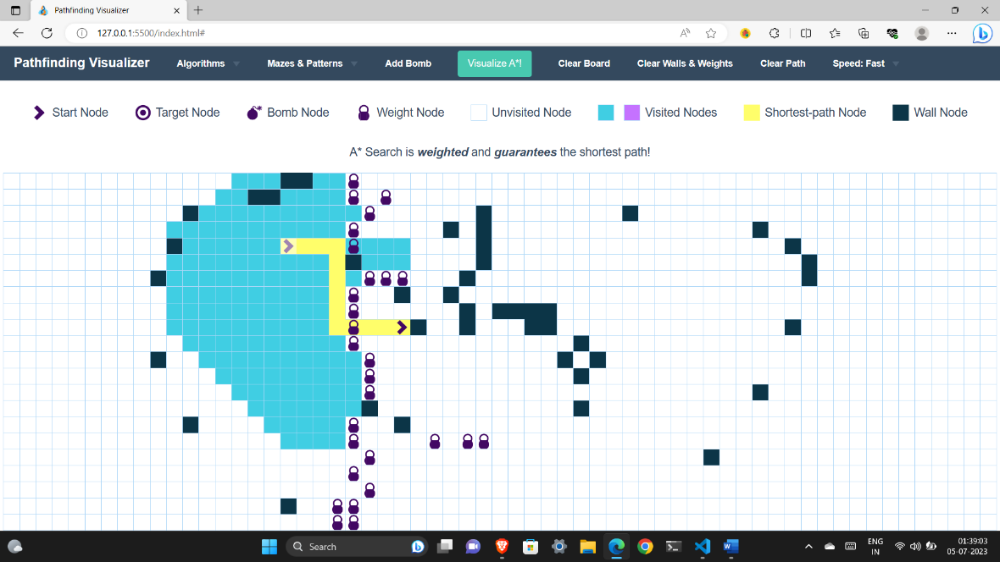 Pathfinding Visualizer
127.0.0.1:5500/index.html#
Pathfinding Visualizer Algorithms Mazes & Patterns Add Bomb Visualize A*! Clear Board Clear Walls & Weights Clear Path Speed: Fast
Start Node Target Node Bomb Node Weight Node Unvisited Node Visited Nodes Shortest-path Node Wall Node
A* Search is weighted and guarantees the shortest path!
Search
ENG
IN
01:39:03
05-07-2023